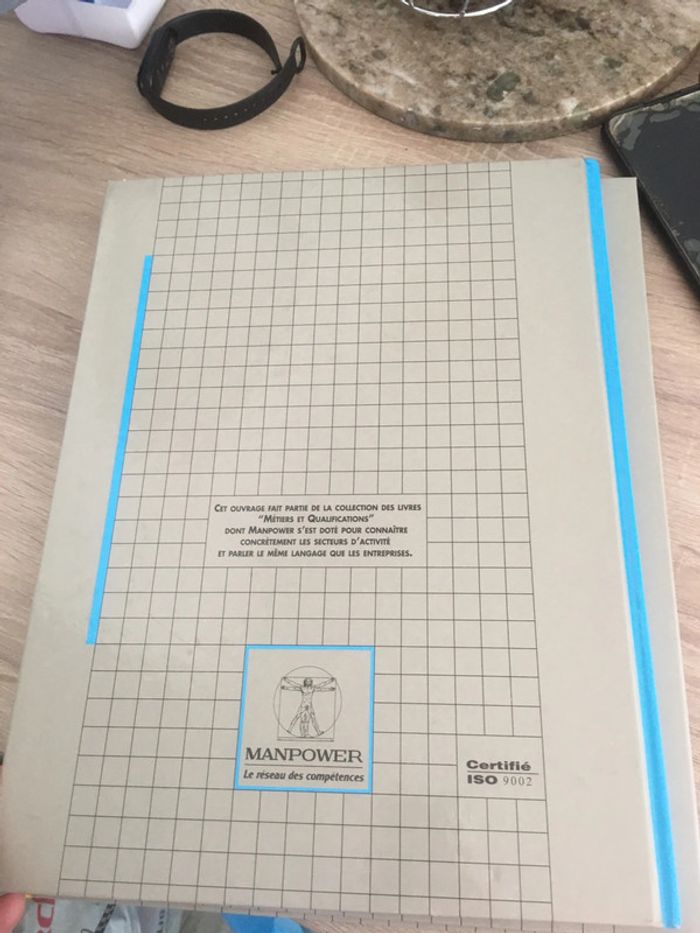 CET OUVRAGE FAIT PARTIE DE LA COLLECTION DES LIVRES
"MÉTIERS ET QUALIFICATIONS"
DONT MANPOWER S'EST DOTÉ POUR CONNAÎTRE
CONCRÈTEMENT LES SECTEURS D'ACTIVITÉ
ET PARLER LE MÊME LANGAGE QUE LES ENTREPRISES.
MANPOWER
Le réseau des compétences
Certifié
ISO 9002